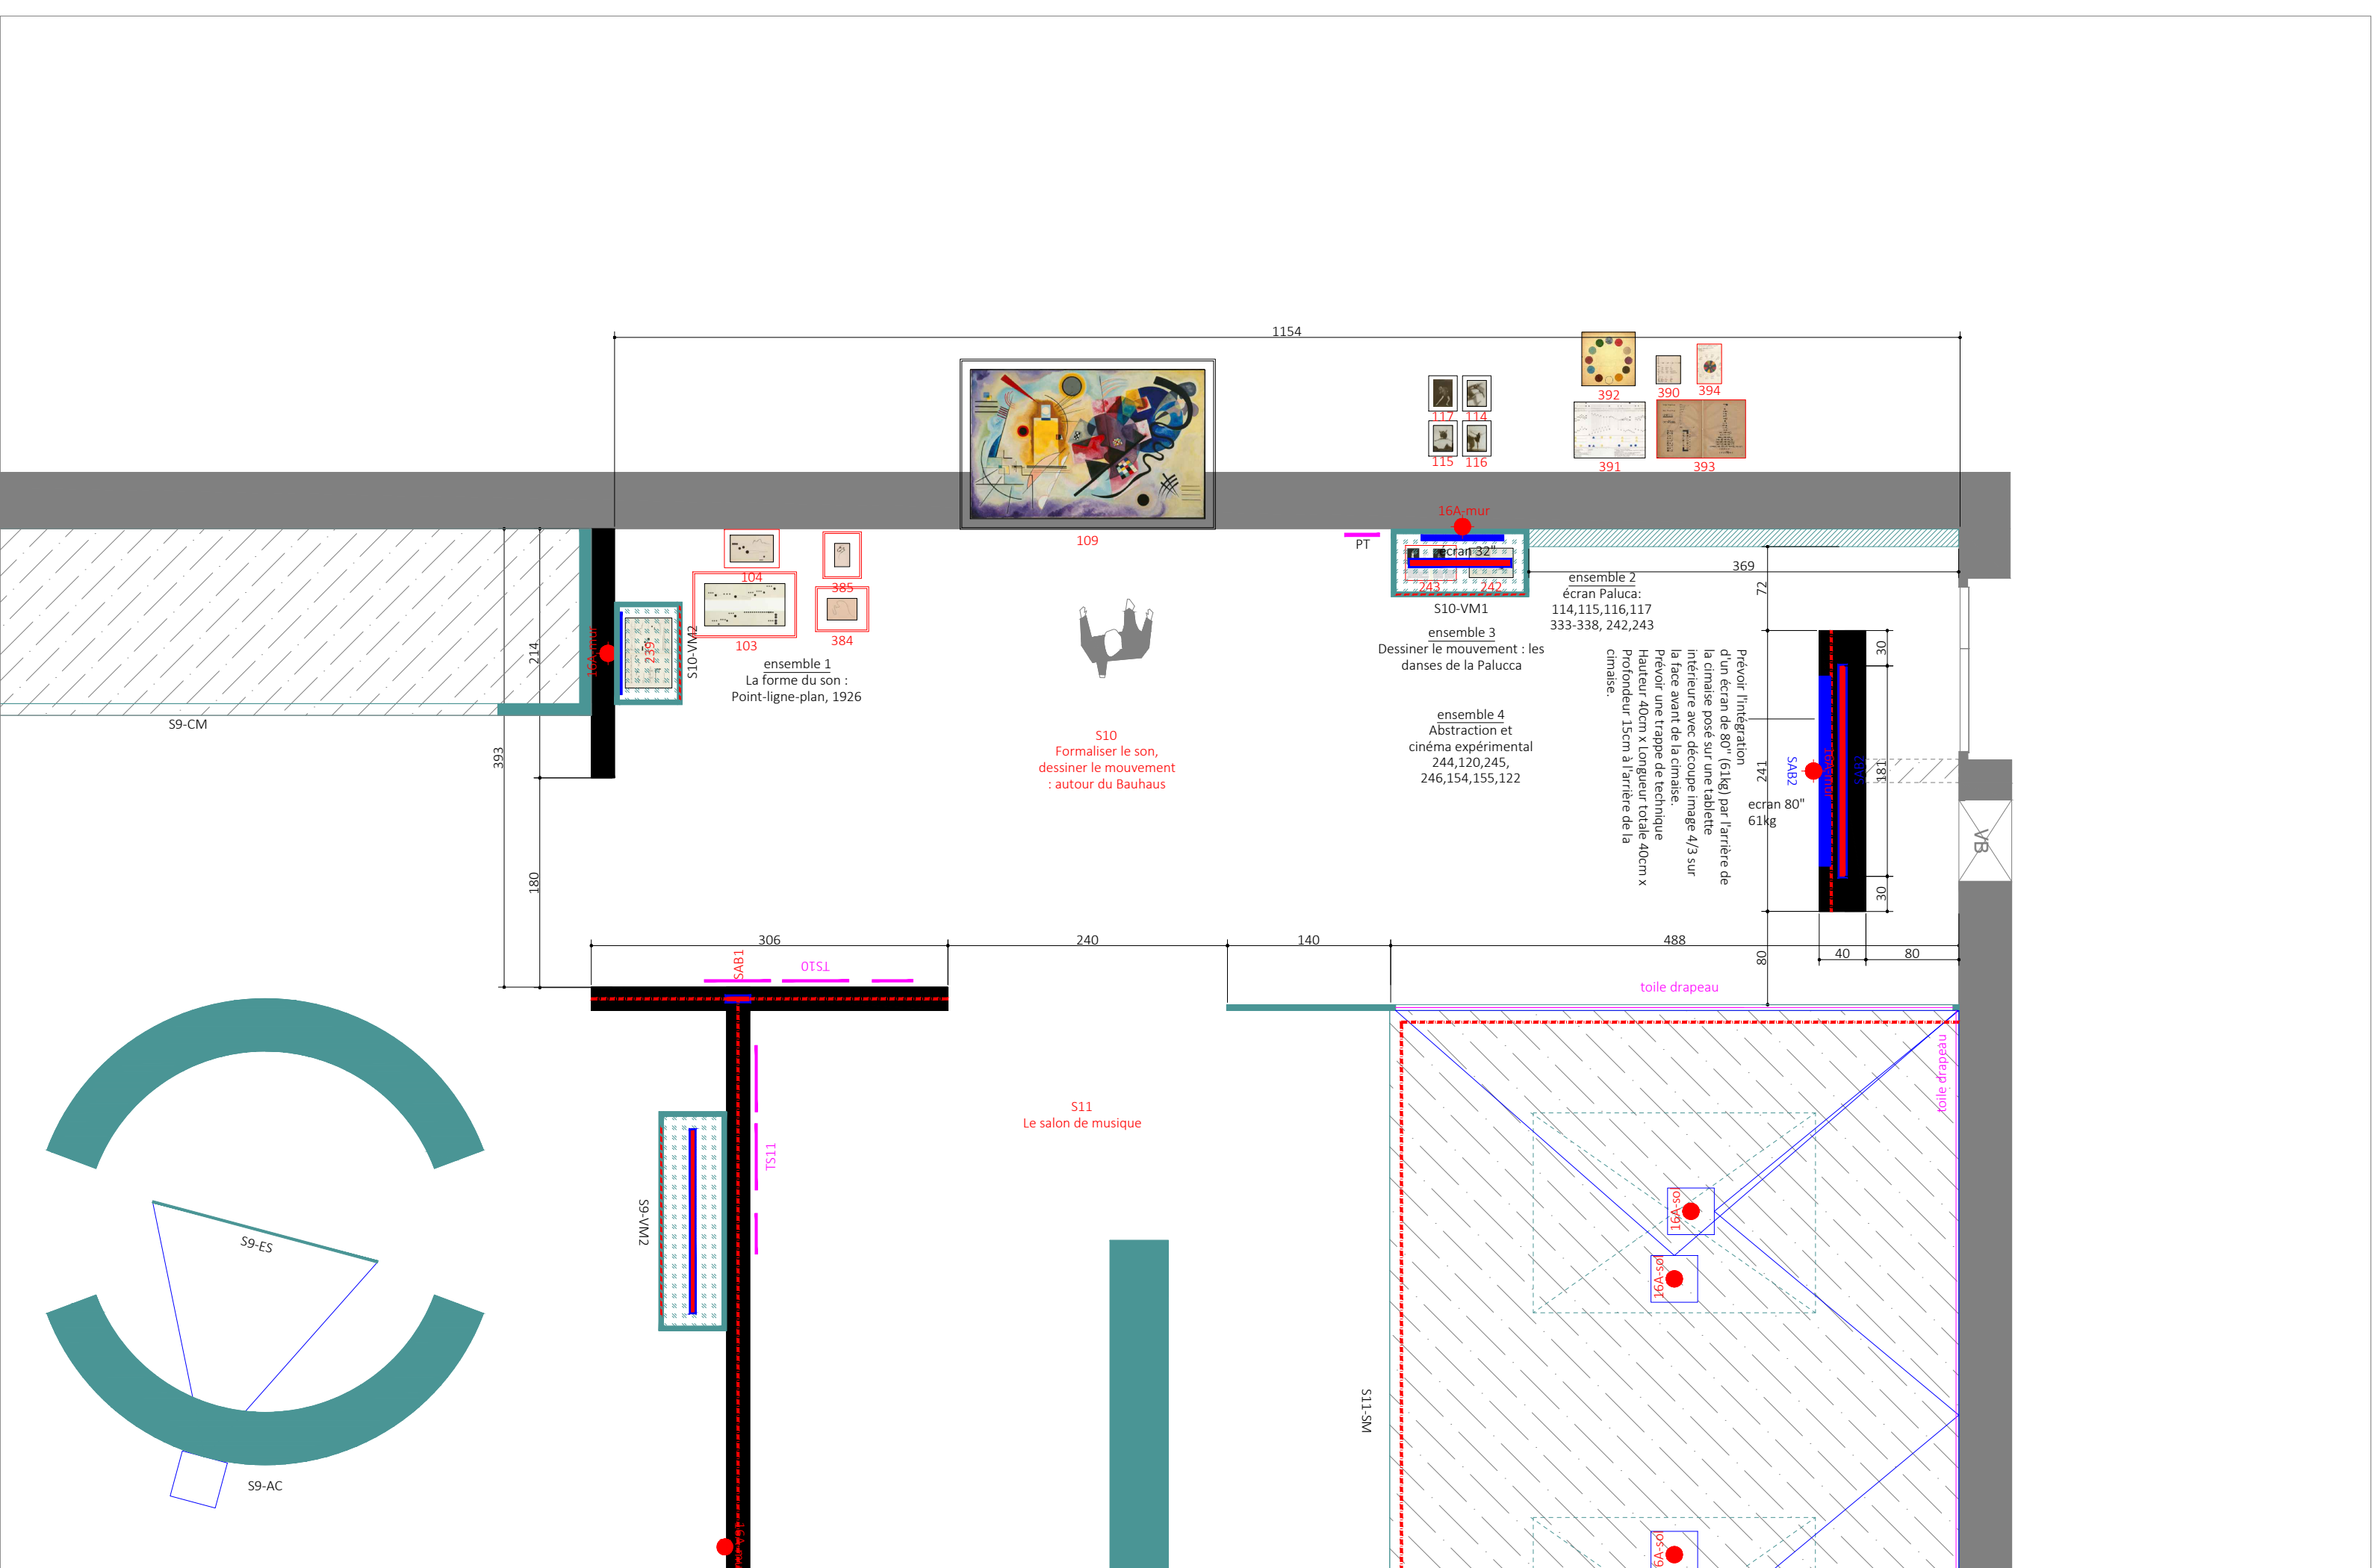 1154
392
390
394
391
393
117
114
115
116
109
16A-mur
PT
écran 32"
243
242
S10-VM1
369
72
ensemble 2
écran Paluca:
114,115,116,117
333-338, 242,243
ensemble 3
Dessiner le mouvement : les
danses de la Palucca
ensemble 4
Abstraction et
cinéma expérimental
244,120,245,
246,154,155,122
104
385
103
384
16A-mur
239
S10-VM2
ensemble 1
La forme du son :
Point-ligne-plan, 1926
S10
Formaliser le son,
dessiner le mouvement
: autour du Bauhaus
214
393
180
S9-CM
Prévoir l'intégration
d'un écran de 80" (61kg) par l'arrière de
la cimaise posé sur une tablette
intérieure avec découpe image 4/3 sur
la face avant de la cimaise.
Prévoir une trappe de technique
Hauteur 40cm x Longueur totale 40cm x
Profondeur 15cm à l'arrière de la
cimaise.
241
SAB2
SAB2
ecran 80"
61kg
30
181
30
VB
306
240
140
488
40
80
80
SAB1
TS10
toile drapeau
toile drapeau
S11
Le salon de musique
TS11
S9-VM2
S9-ES
S9-AC
S11-SM
16A-sol
16A-sol